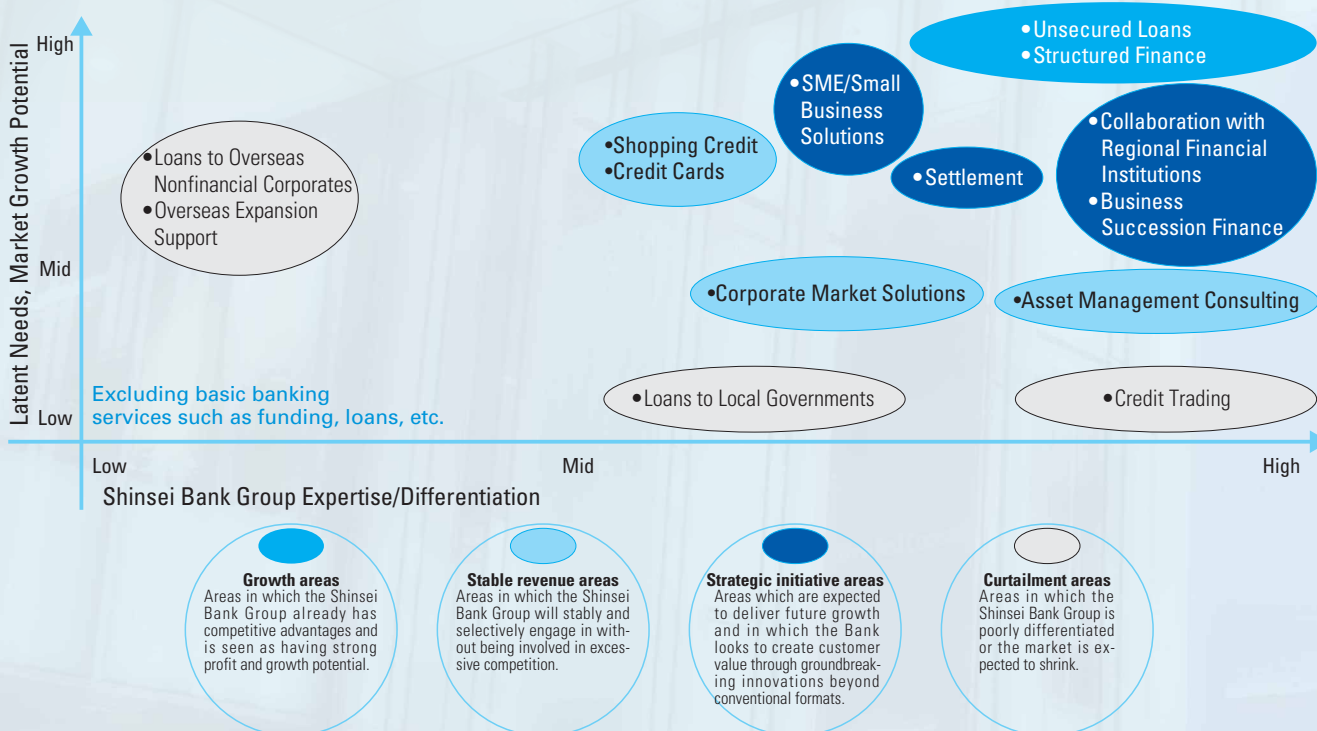 Latent Needs, Market Growth Potential
High
Mid
Low
•Unsecured Loans
•Structured Finance
•SME/Small
Business
Solutions
•Collaboration with
Regional Financial
Institutions
•Business
Succession Finance
•Shopping Credit
•Credit Cards
•Settlement
•Loans to Overseas
Nonfinancial Corporates
•Overseas Expansion
Support
•Corporate Market Solutions
•Asset Management Consulting
Excluding basic banking
services such as funding, loans, etc.
•Loans to Local Governments
•Credit Trading
Low
Mid
High
Shinsei Bank Group Expertise/Differentiation
Growth areas
Areas in which the Shinsei
Bank Group already has
competitive advantages and
is seen as having strong
profit and growth potential.
Stable revenue areas
Areas in which the Shinsei
Bank Group will stably and
selectively engage in with-
out being involved in exces-
sive competition.
Strategic initiative areas
Areas which are expected
to deliver future growth
and in which the Bank
looks to create customer
value through groundbreak-
ing innovations beyond
conventional formats.
Curtailment areas
Areas in which the
Shinsei Bank Group is
poorly differentiated
or the market is ex-
pected to shrink.